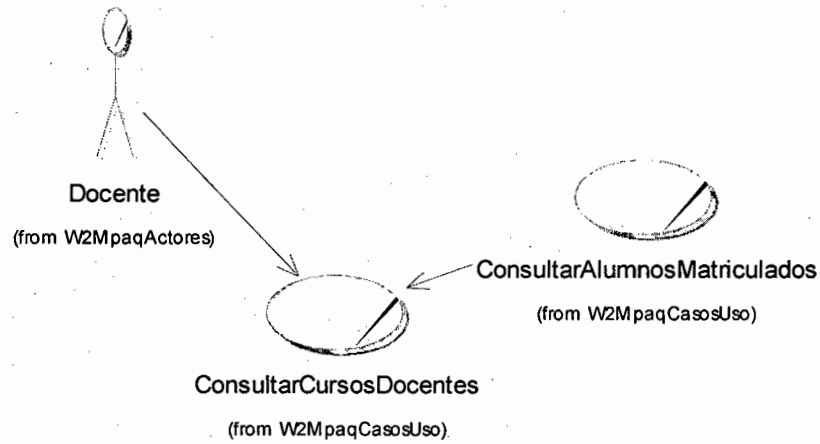 Docente
(from W2MpaqActores)
ConsultarAlumnosMatriculados
(from W2MpaqCasosUso)
ConsultarCursosDocentes
(from W2MpaqCasosUso)